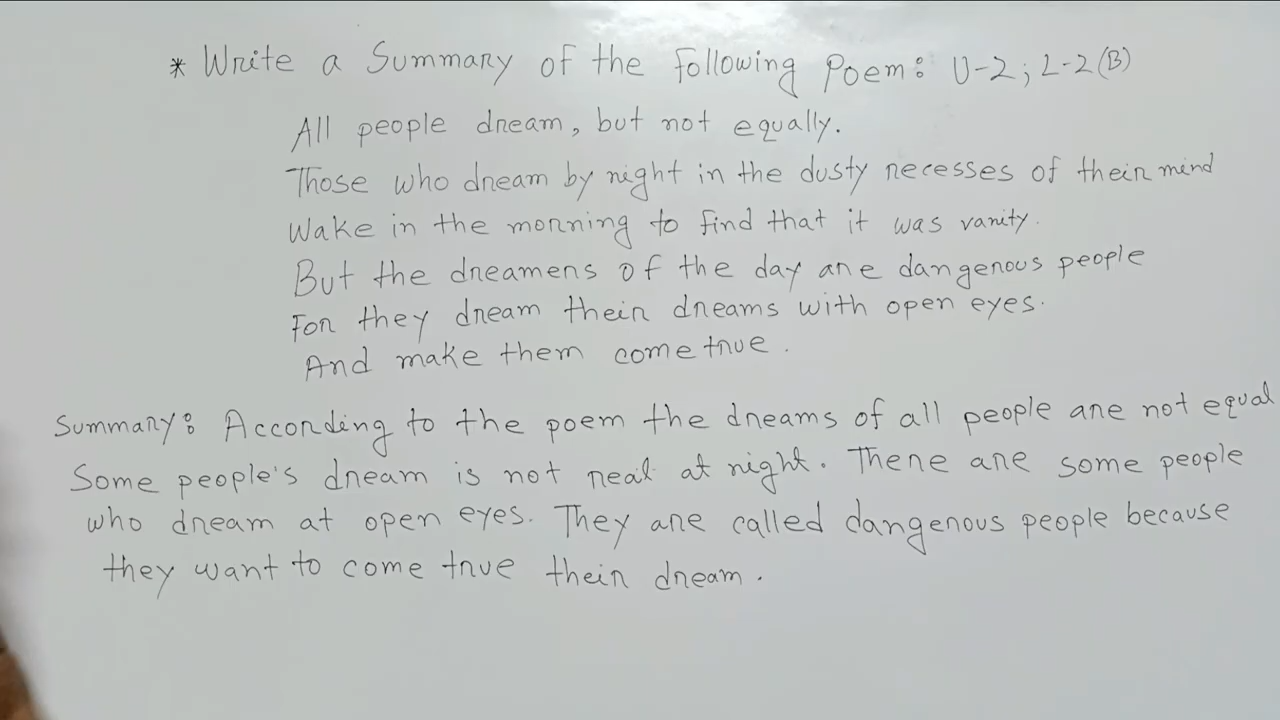 * Write a Summary of the Following Poem: U-2; L-2(B)
All people dream, but not equally.
Those who dream by night in the dusty recesses of their mind
Wake in the morning to find that it was vanity.
But the dreamers of the day are dangerous people
For they dream their dreams with open eyes.
And make them come true.
Summary: According to the poem the dreams of all people are not equal
Some people's dream is not real at night. There are some people
who dream at open eyes. They are called dangerous people because
they want to come true their dream.